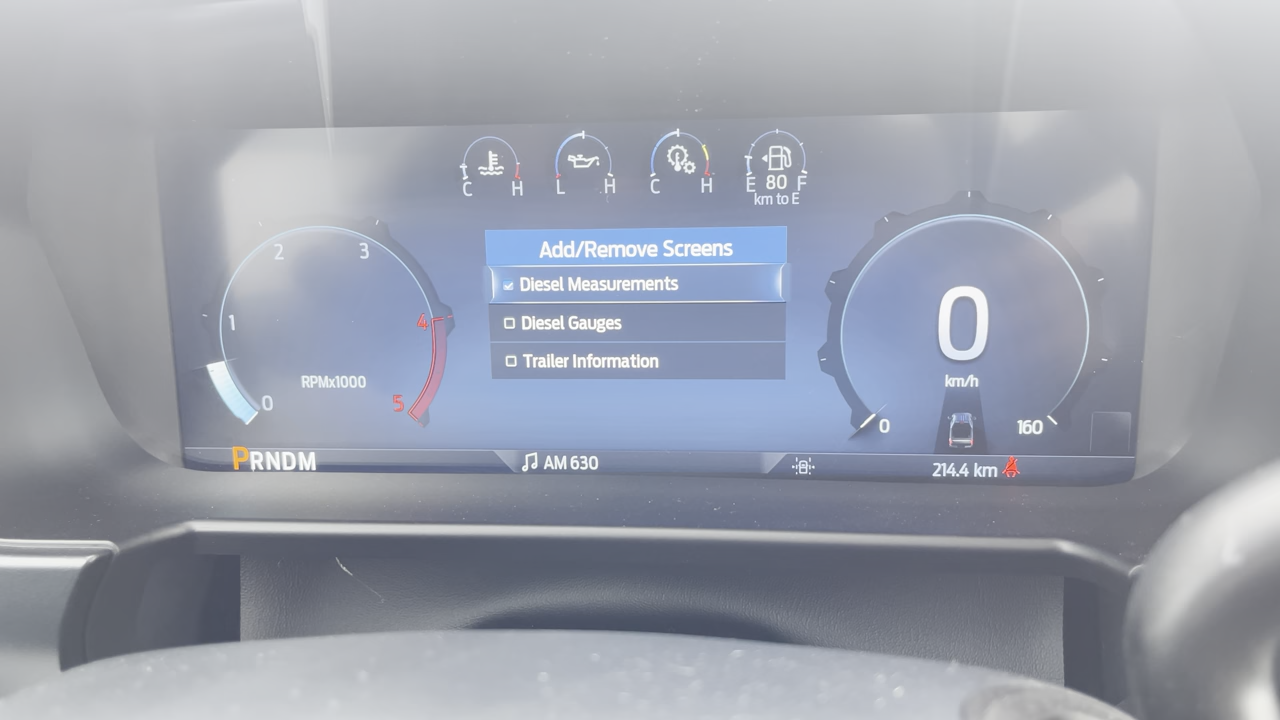 C H
L H
C H
E 80 F
km to E
Add/Remove Screens
Diesel Measurements
Diesel Gauges
Trailer Information
0
1
2
3
4
5
RPMx1000
0
km/h
0
160
PRNDM
AM 630
214.4 km